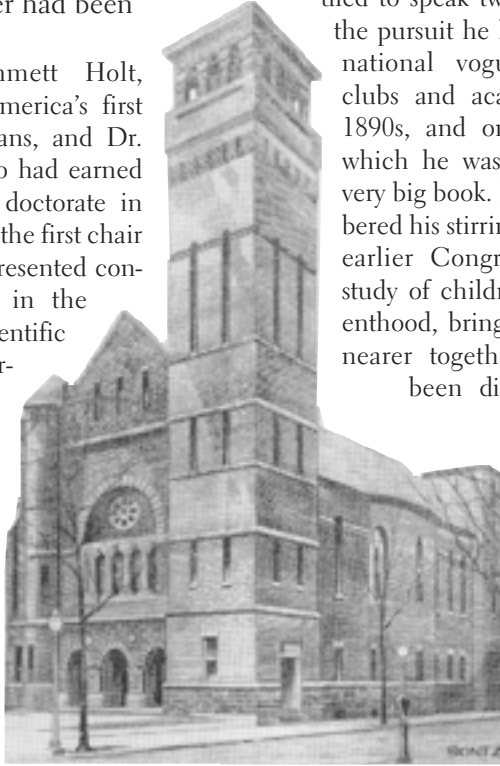 er had been
mmett Holt,
merica's first
ans, and Dr.
o had earned
doctorate in
the first chair
resented con-
in the
entific
r-
to speak tw
the pursuit he
national vogu
clubs and aca
1890s, and on
which he was
very big book.
bered his stirrin
earlier Congr
study of childr
enthood, bring
nearer togeth
been di